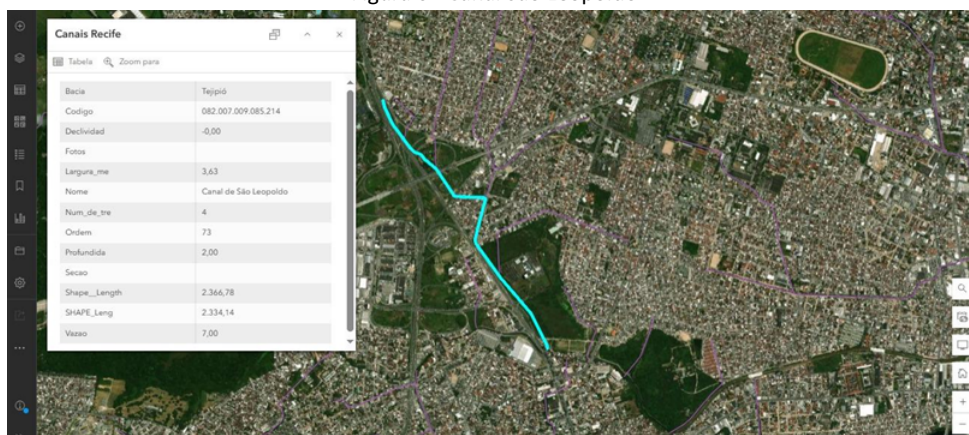 Canais Recife
Tabela Zoom para
Bacia Tejipió
Codigo 082.007.009.085.214
Declividad -0,00
Fotos
Largura_me 3,63
Nome Canal de São Leopoldo
Num_de_tre 4
Ordem 73
Profundida 2,00
Secao
Shape__Length 2.366,78
SHAPE_Leng 2.334,14
Vazao 7,00